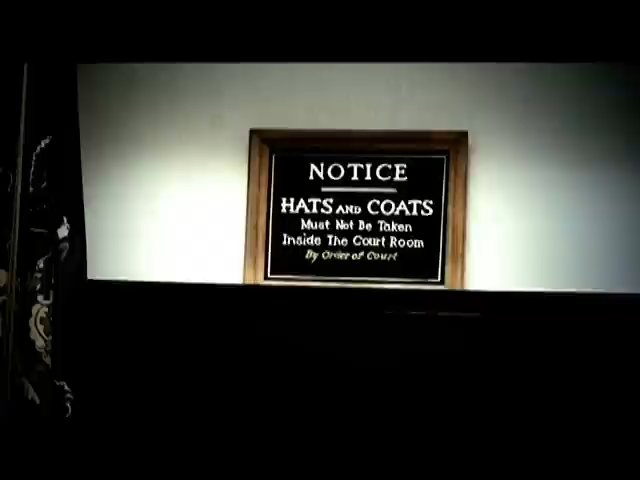 NOTICE
HATS AND COATS
Must Not Be Taken
Inside The Court Room
By Order of Court